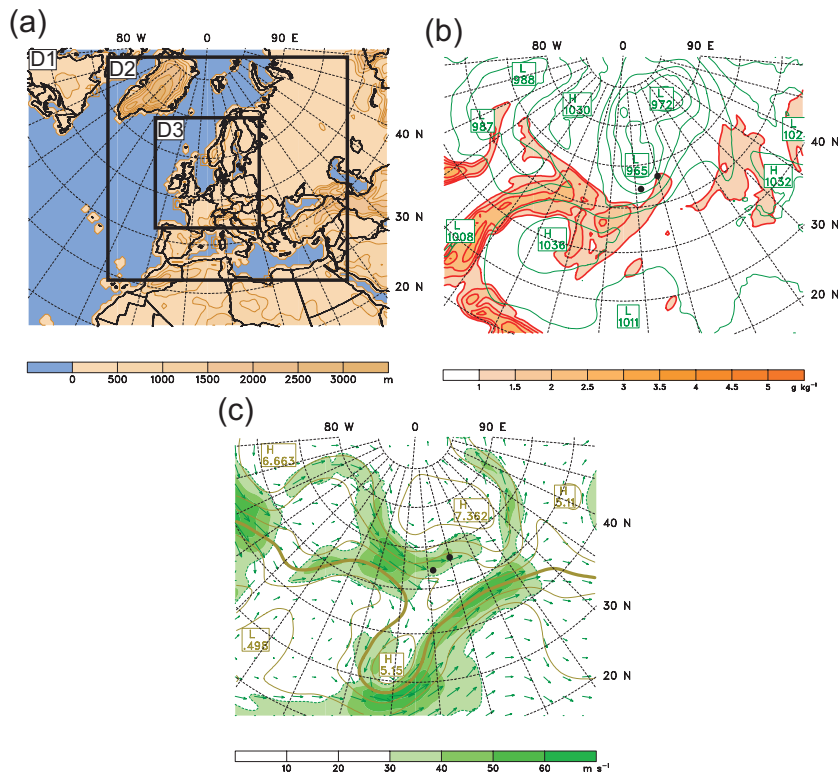 (a)
80 W 0 90 E
D1
D2
D3
40 N
30 N
20 N
0 500 1000 1500 2000 2500 3000 m
(b)
80 W 0 90 E
L
988
H
1030
L
972
L
987
L
965
H
1032
L
1008
H
1036
L
1011
40 N
30 N
20 N
1 1.5 2 2.5 3 3.5 4 4.5 5 g kg⁻¹
(c)
80 W 0 90 E
H
6.663
H
7.362
H
5.11
L
.495
H
5.15
40 N
30 N
20 N
10 20 30 40 50 60 m s⁻¹